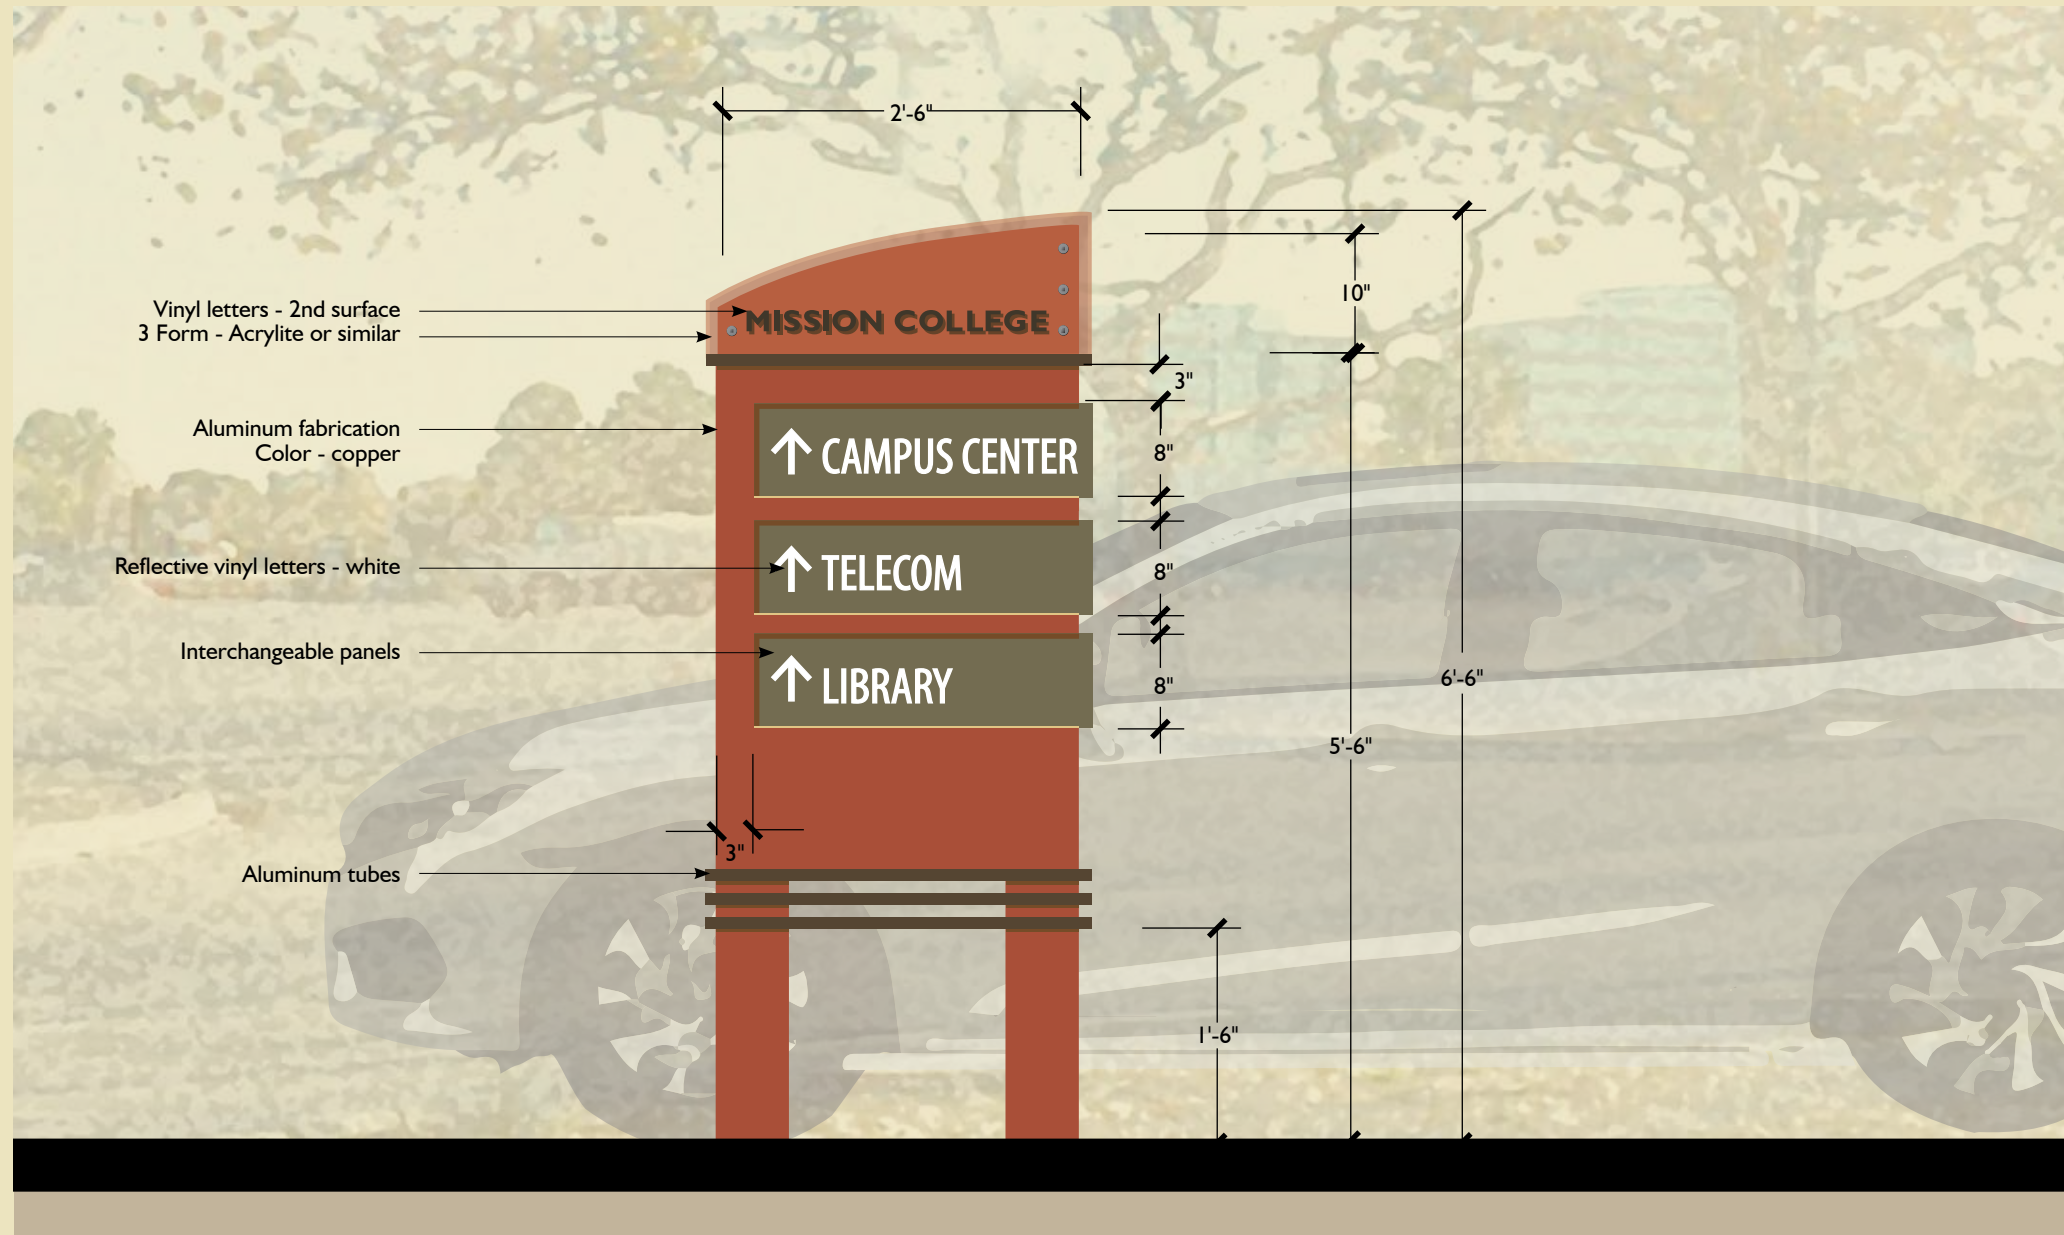 2'-6"
Vinyl letters - 2nd surface
3 Form - Acrylite or similar
MISSION COLLEGE
10"
3"
Aluminum fabrication
Color - copper
CAMPUS CENTER
8"
Reflective vinyl letters - white
TELECOM
8"
Interchangeable panels
LIBRARY
8"
6'-6"
5'-6"
3"
Aluminum tubes
1'-6"